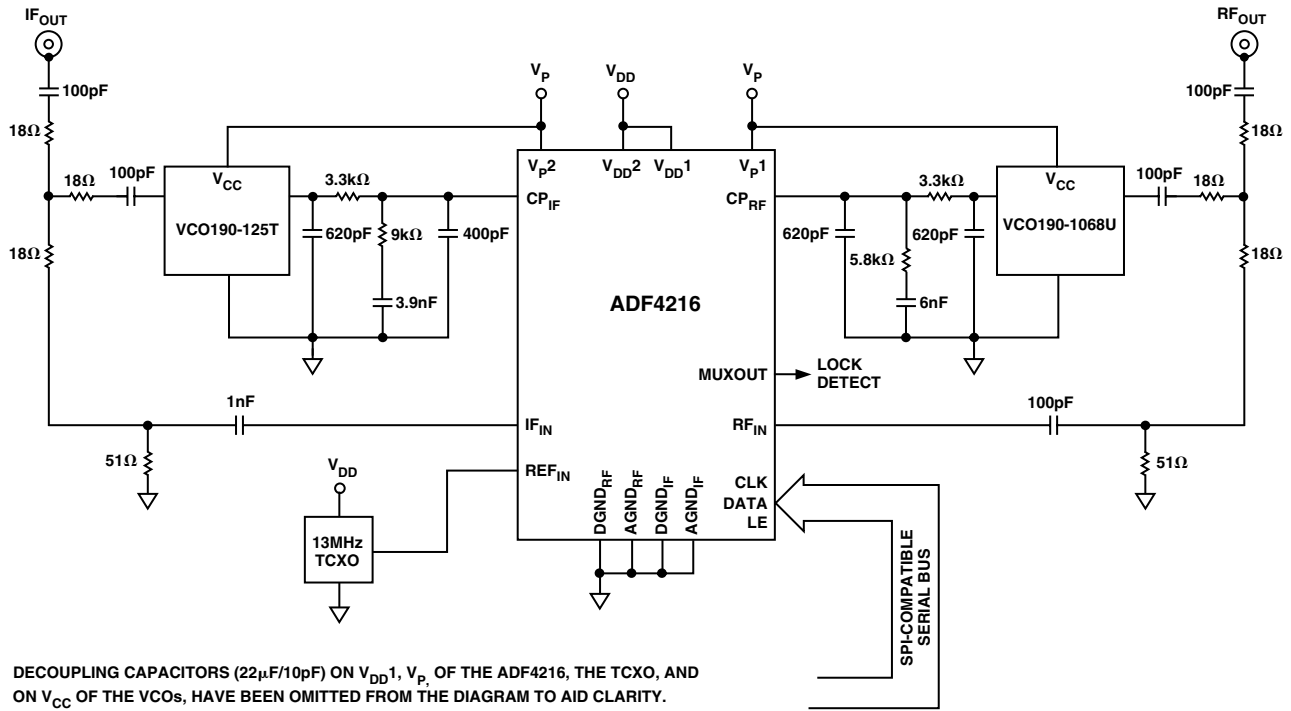 IFOUT
RFOUT
100pF
18Ω
VP
VDD
VP
100pF
18Ω
VP2
VDD2
VDD1
VP1
18Ω
100pF
VCC
VCO190-125T
3.3kΩ
620pF
9kΩ
400pF
3.9nF
CPIF
CPRF
ADF4216
3.3kΩ
620pF
5.8kΩ
620pF
6nF
VCC
VCO190-1068U
100pF
18Ω
18Ω
18Ω
MUXOUT
LOCK
DETECT
1nF
IFIN
RFIN
100pF
51Ω
51Ω
REFIN
VDD
13MHz
TCXO
DGNDRF
AGNDRF
DGNDIF
AGNDIF
CLK
DATA
LE
SPI-COMPATIBLE
SERIAL BUS
DECOUPLING CAPACITORS (22μF/10pF) ON VDD1, VP, OF THE ADF4216, THE TCXO, AND
ON VCC OF THE VCOs, HAVE BEEN OMITTED FROM THE DIAGRAM TO AID CLARITY.